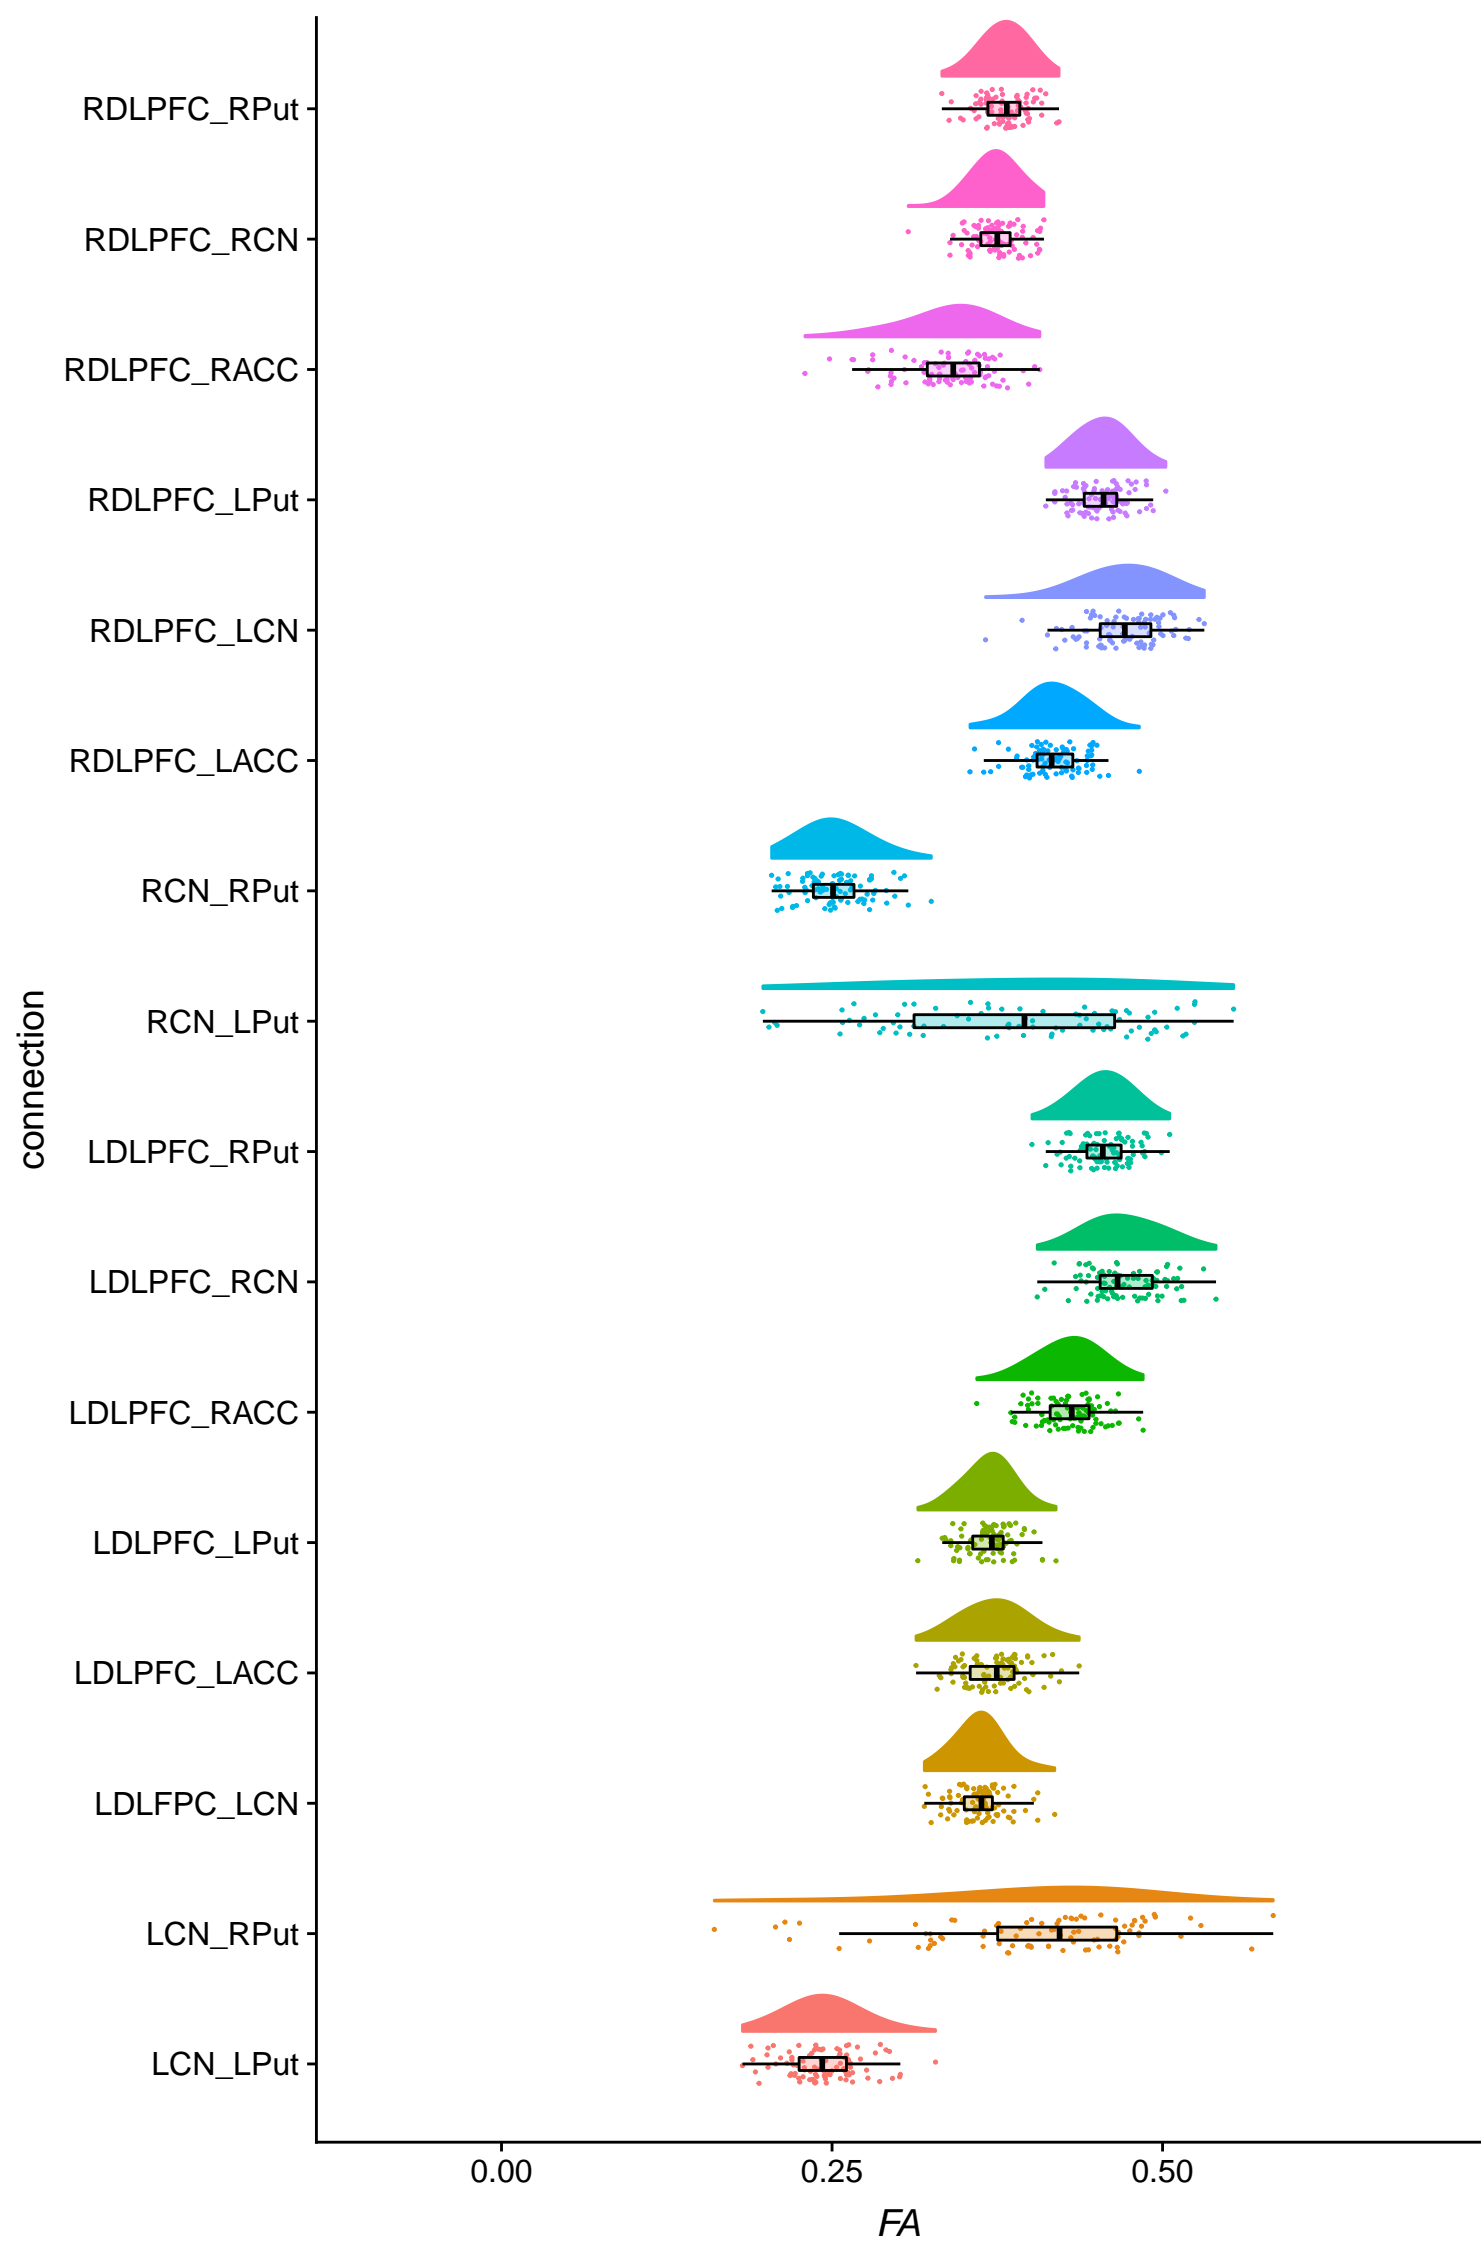 RDLPFC_RPut
RDLPFC_RCN
RDLPFC_RACC
RDLPFC_LPut
RDLPFC_LCN
RDLPFC_LACC
RCN_RPut
RCN_LPut
LDLPFC_RPut
LDLPFC_RCN
LDLPFC_RACC
LDLPFC_LPut
LDLPFC_LACC
LDLFPC_LCN
LCN_RPut
LCN_LPut
connection
0.00 0.25 0.50
FA